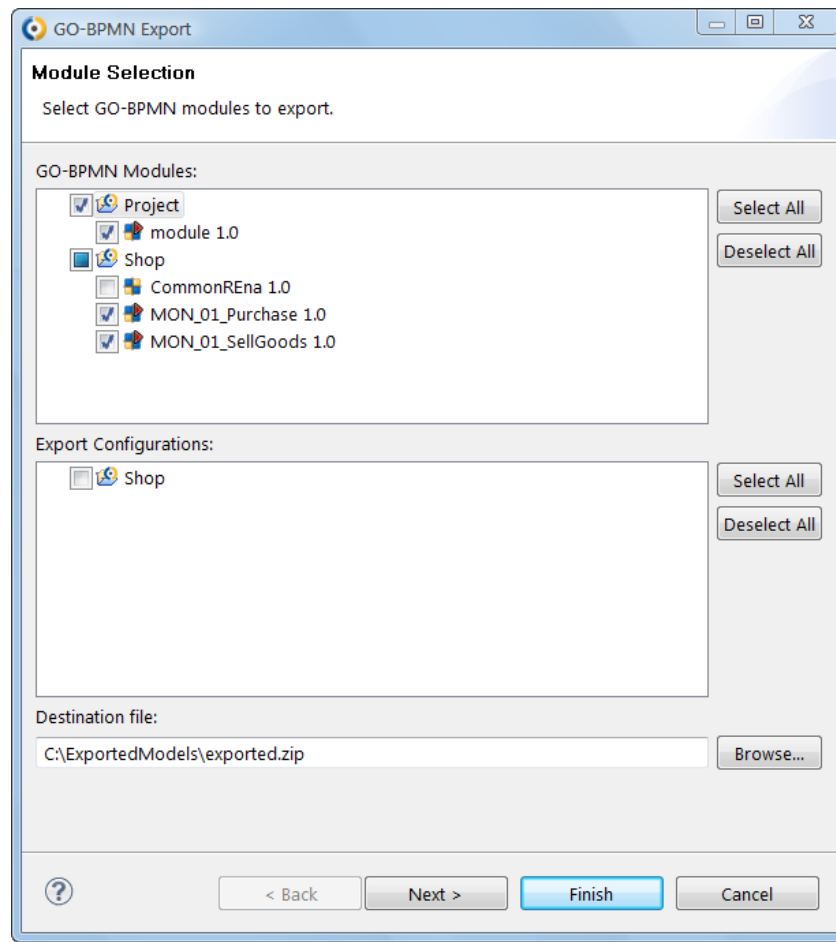 GO-BPMN Export
Module Selection
Select GO-BPMN modules to export.
GO-BPMN Modules:
Project
Select All
module 1.0
Shop
Deselect All
CommonREna 1.0
MON_01_Purchase 1.0
MON_01_SellGoods 1.0
Export Configurations:
Shop
Select All
Deselect All
Destination file:
C:\ExportedModels\exported.zip
Browse...
?
< Back
Next >
Finish
Cancel